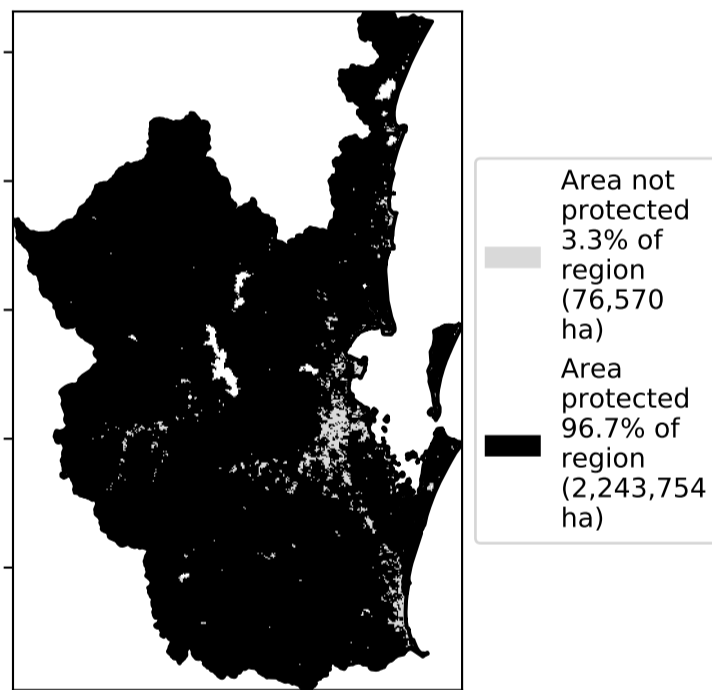 Area not
protected
3.3% of
region
(76,570
ha)
Area
protected
96.7% of
region
(2,243,754
ha)